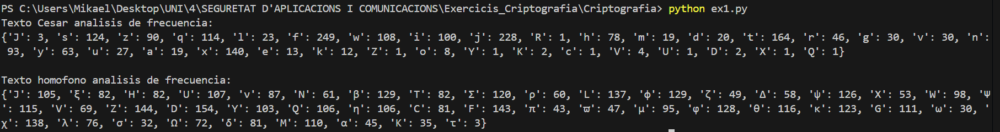 PS C:\Users\Mikael\Desktop\UNI\4\SEGURETAT D'APLICACIONS I COMUNICACIONS\Exercicis_Criptografia\Criptografia> python ex1.py
Texto Cesar analisis de frecuencia:
{'J': 3, 's': 124, 'z': 90, 'q': 114, 'l': 23, 'f': 249, 'w': 108, 'i': 100, 'j': 228, 'R': 1, 'h': 78, 'm': 19, 'd': 20, 't': 164, 'r': 46, 'g': 30, 'v': 30, 'n':
 93, 'y': 63, 'u': 27, 'a': 19, 'x': 140, 'e': 13, 'k': 12, 'Z': 1, 'o': 8, 'Y': 1, 'K': 2, 'c': 1, 'V': 4, 'U': 1, 'D': 2, 'X': 1, 'Q': 1}
Texto homofono analisis de frecuencia:
{'J': 105, 'ξ': 82, 'H': 82, 'U': 107, 'ν': 87, 'N': 61, 'β': 129, 'T': 82, 'Σ': 120, 'ρ': 60, 'L': 137, 'ϕ': 129, 'ζ': 49, 'Δ': 58, 'ψ': 126, 'X': 53, 'W': 98, 'Ψ
': 115, 'V': 69, 'Z': 144, 'D': 154, 'Y': 103, 'Q': 106, 'η': 106, 'C': 81, 'F': 143, 'π': 43, 'ϖ': 47, 'μ': 95, 'φ': 128, 'θ': 116, 'κ': 123, 'G': 111, 'ω': 30, '
χ': 138, 'λ': 76, 'σ': 32, 'Ω': 72, 'δ': 81, 'M': 110, 'α': 45, 'K': 35, 'τ': 3}